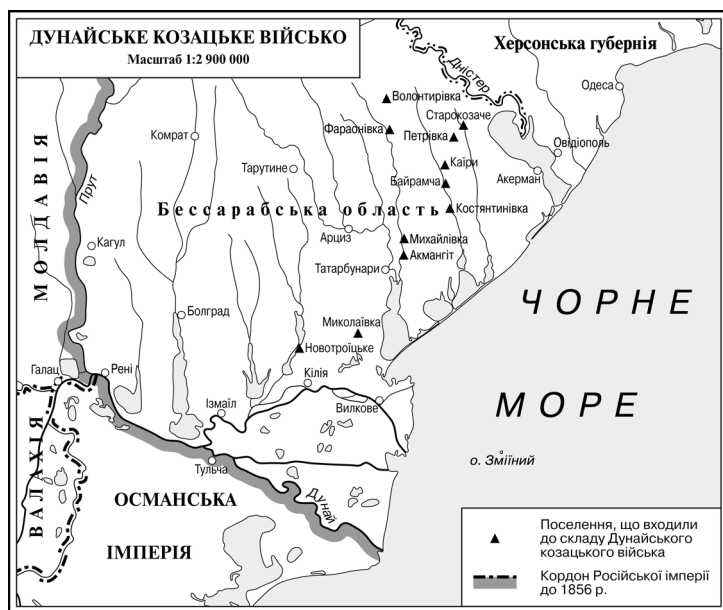 ДУНАЙСЬКЕ КОЗАЦЬКЕ ВІЙСЬКО
Масштаб 1:2 900 000
Херсонська губернія
Дністер
Одеса
Волонтирівка
Старокозаче
Фараонівка
Петрівка
Комрат
Овідіополь
Тарутине
Каїри
Байрамча
Акерман
МОЛДАВІЯ
Прут
Бессарабська область
Костянтинівка
Арциз
Михайлівка
Кагул
Акмангіт
Татарбунари
ЧОРНЕ
Болград
Миколаївка
Новотроїцьке
Галац
Рені
Кілія
Ізмаїл
Вилкове
МОРЕ
о. Зміїний
Тульча
ВАЛАХІЯ
ОСМАНСЬКА
Дунай
ІМПЕРІЯ
Поселення, що входили
до складу Дунайського
козацького війська
Кордон Російської імперії
до 1856 р.